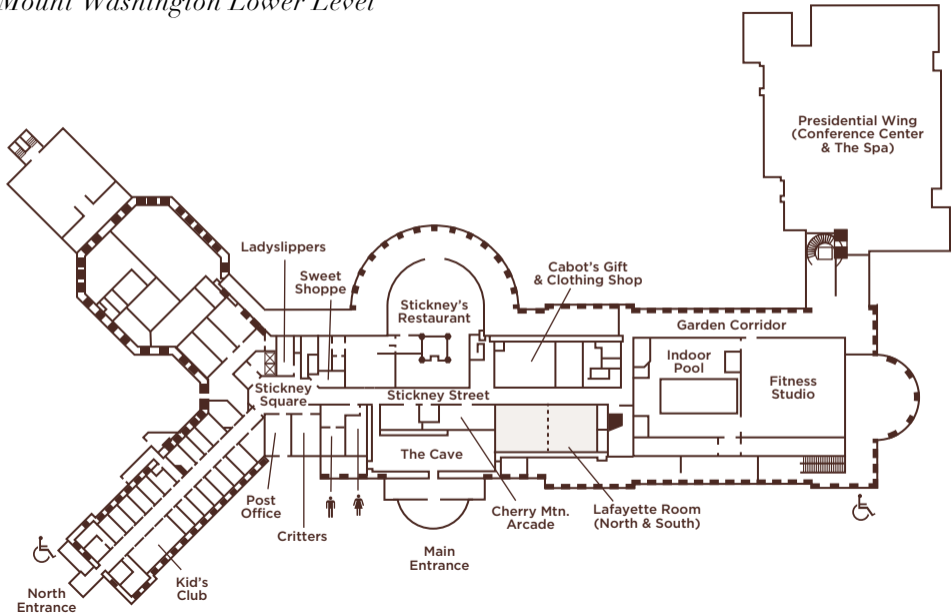 Mount Washington Lower Level
Presidential Wing
(Conference Center
& The Spa)
Ladyslippers
Sweet
Shoppe
Stickney's
Restaurant
Cabot's Gift
& Clothing Shop
Garden Corridor
Indoor
Pool
Fitness
Studio
Stickney
Square
Stickney Street
The Cave
Post
Office
Critters
Cherry Mtn.
Arcade
Lafayette Room
(North & South)
Main
Entrance
Kid's
Club
North
Entrance